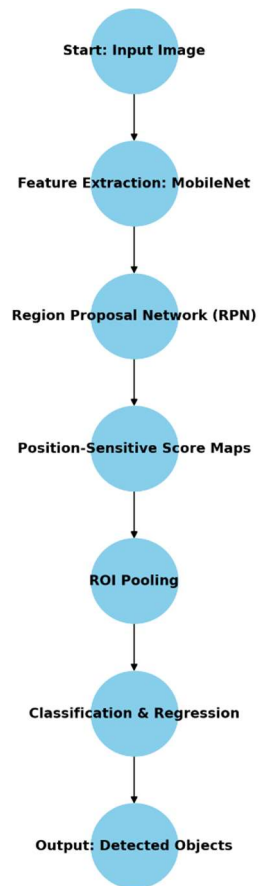 Start: Input Image
Feature Extraction: MobileNet
Region Proposal Network (RPN)
Position-Sensitive Score Maps
ROI Pooling
Classification & Regression
Output: Detected Objects